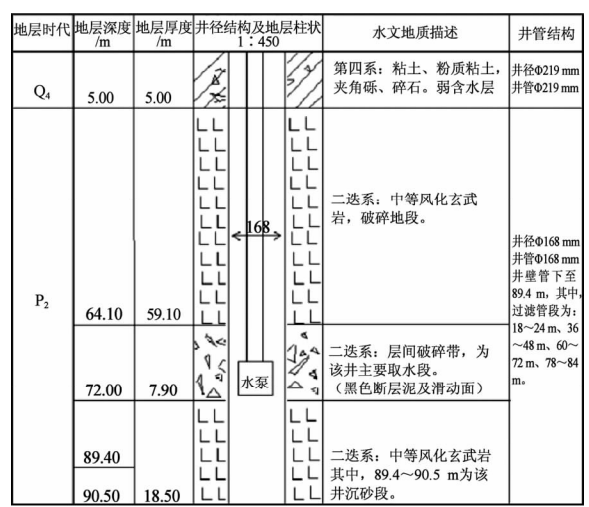 地层时代 地层深度/m 地层厚度/m 井径结构及地层柱状 1：450 水文地质描述 井管结构
Q4 5.00 5.00
第四系：粘土、粉质粘土，
夹角砾、碎石。弱含水层
井径Φ219 mm
井管Φ219 mm
P2 64.10 59.10
168
二迭系：中等风化玄武
岩，破碎地段。
井径Φ168 mm
井管Φ168 mm
井壁管下至
89.4 m，其中，
过滤管段为：
18～24 m、36
～48 m、60～
72 m、78～84
m。
72.00 7.90
水泵
二迭系：层间破碎带，为
该井主要取水段。
（黑色断层泥及滑动面）
89.40
90.50 18.50
二迭系：中等风化玄武岩
其中，89.4～90.5 m为该
井沉砂段。